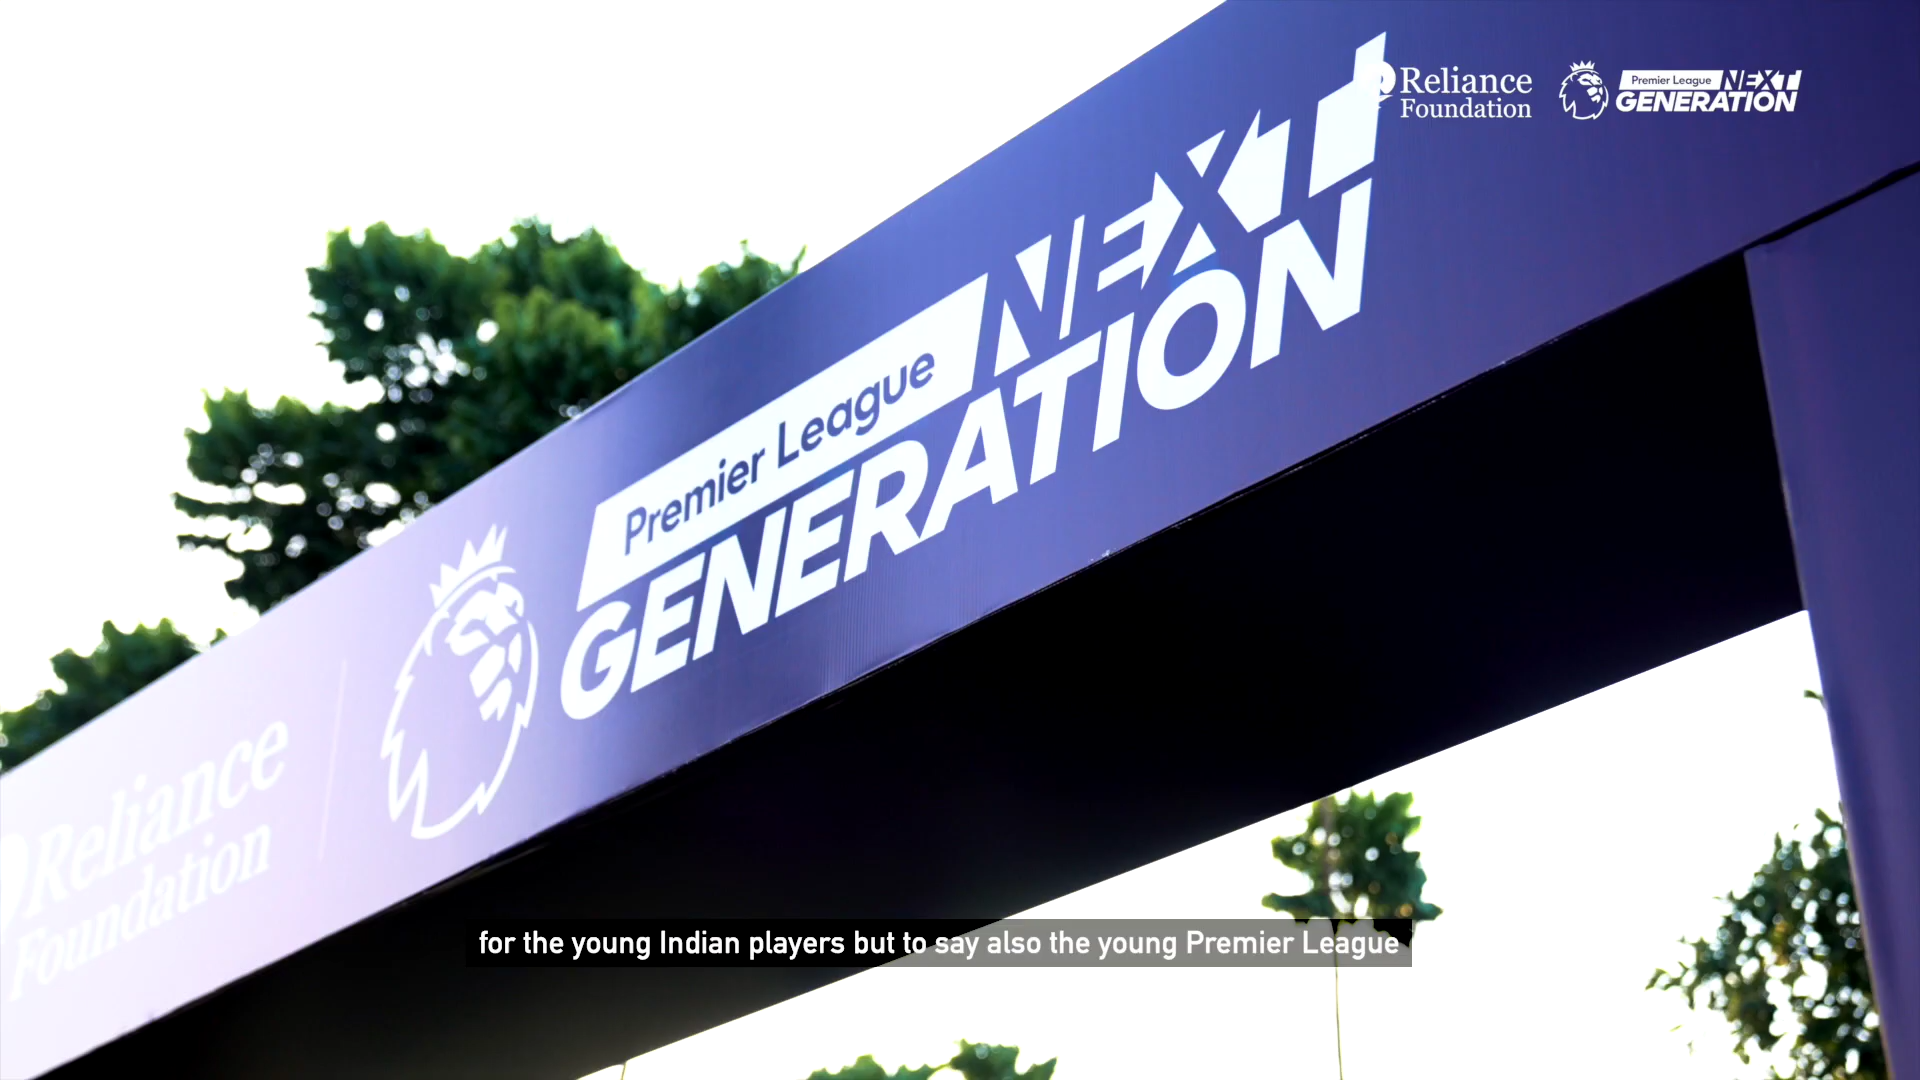 Reliance
Foundation
Premier League NEXT
GENERATION
Premier League NEXT
GENERATION
Reliance
Foundation
for the young Indian players but to say also the young Premier League